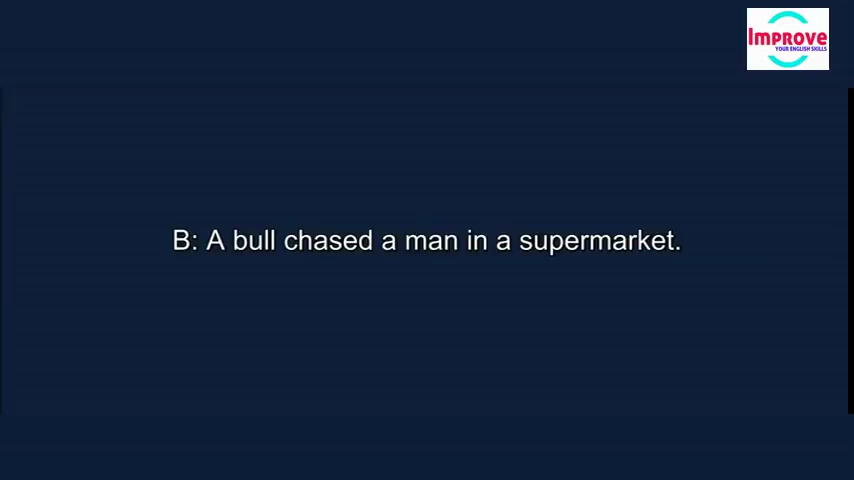 IMPROVE
YOUR ENGLISH SKILLS
B: A bull chased a man in a supermarket.